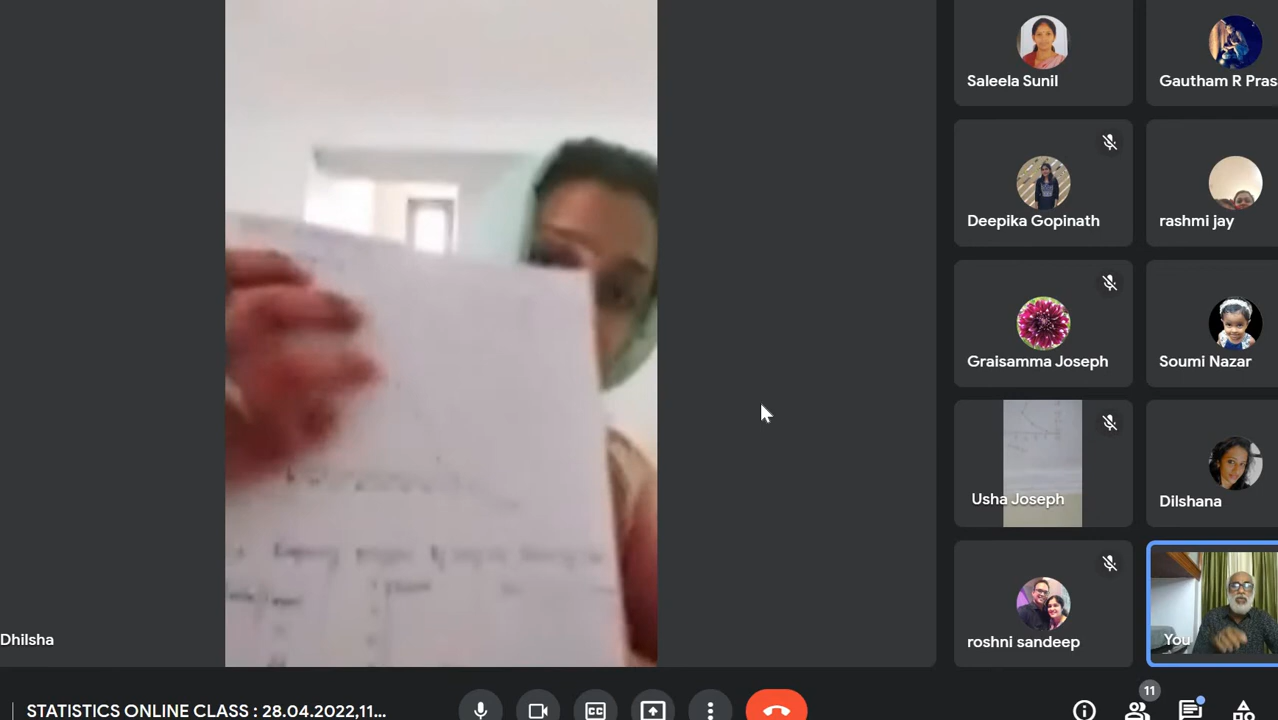 Saleela Sunil
Gautham R Pras
Deepika Gopinath
rashmi jay
Graisamma Joseph
Soumi Nazar
Usha Joseph
Dilshana
roshni sandeep
You
Dhilsha
STATISTICS ONLINE CLASS : 28.04.2022,11...
CC
11